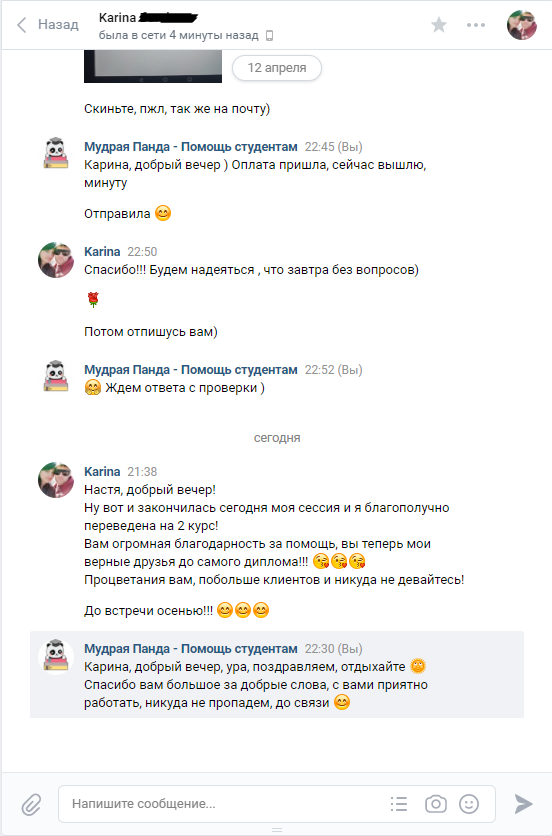 Назад
Karina
была в сети 4 минуты назад
12 апреля
Скиньте, пжл, так же на почту)
Мудрая Панда - Помощь студентам 22:45 (Вы)
Карина, добрый вечер ) Оплата пришла, сейчас вышлю,
минуту
Отправила 😊
Karina 22:50
Спасибо!!! Будем надеяться , что завтра без вопросов)
🌹
Потом отпишусь вам)
Мудрая Панда - Помощь студентам 22:52 (Вы)
🤗 Ждем ответа с проверки )
сегодня
Karina 21:38
Настя, добрый вечер!
Ну вот и закончилась сегодня моя сессия и я благополучно
переведена на 2 курс!
Вам огромная благодарность за помощь, вы теперь мои
верные друзья до самого диплома!!! 😘😘😘
Процветания вам, побольше клиентов и никуда не девайтесь!
До встречи осенью!!! 😊😊😊
Мудрая Панда - Помощь студентам 22:30 (Вы)
Карина, добрый вечер, ура, поздравляем, отдыхайте 🌞
Спасибо вам большое за добрые слова, с вами приятно
работать, никуда не пропадем, до связи 😊
Напишите сообщение...